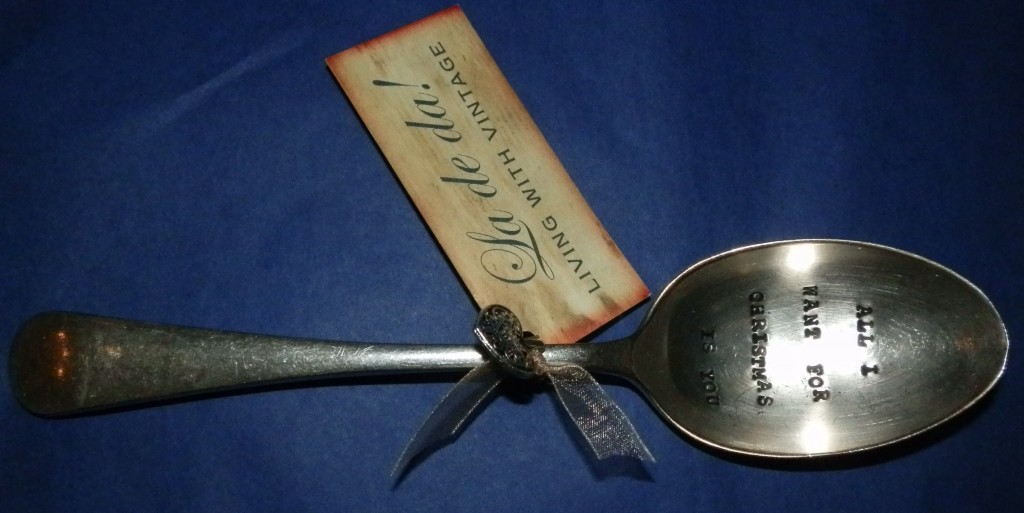 La de da!
LIVING WITH VINTAGE
ALL I
WANT FOR
CHRISTMAS
IS YOU